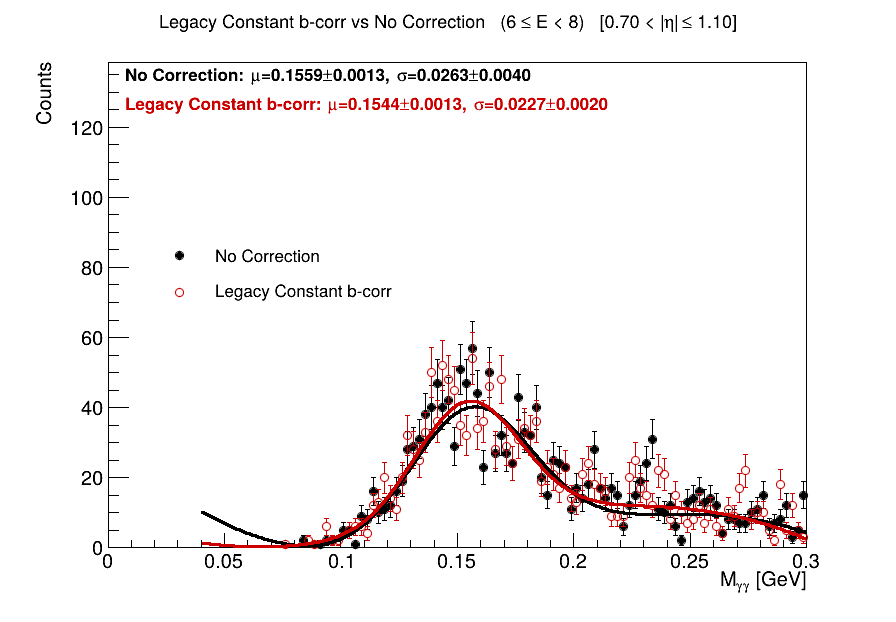 Legacy Constant b-corr vs No Correction (6 ≤ E < 8) [0.70 < |η| ≤ 1.10]
Counts
No Correction: μ=0.1559±0.0013, σ=0.0263±0.0040
Legacy Constant b-corr: μ=0.1544±0.0013, σ=0.0227±0.0020
120
100
80
60
40
20
0
No Correction
Legacy Constant b-corr
0 0.05 0.1 0.15 0.2 0.25 0.3
Mγγ [GeV]